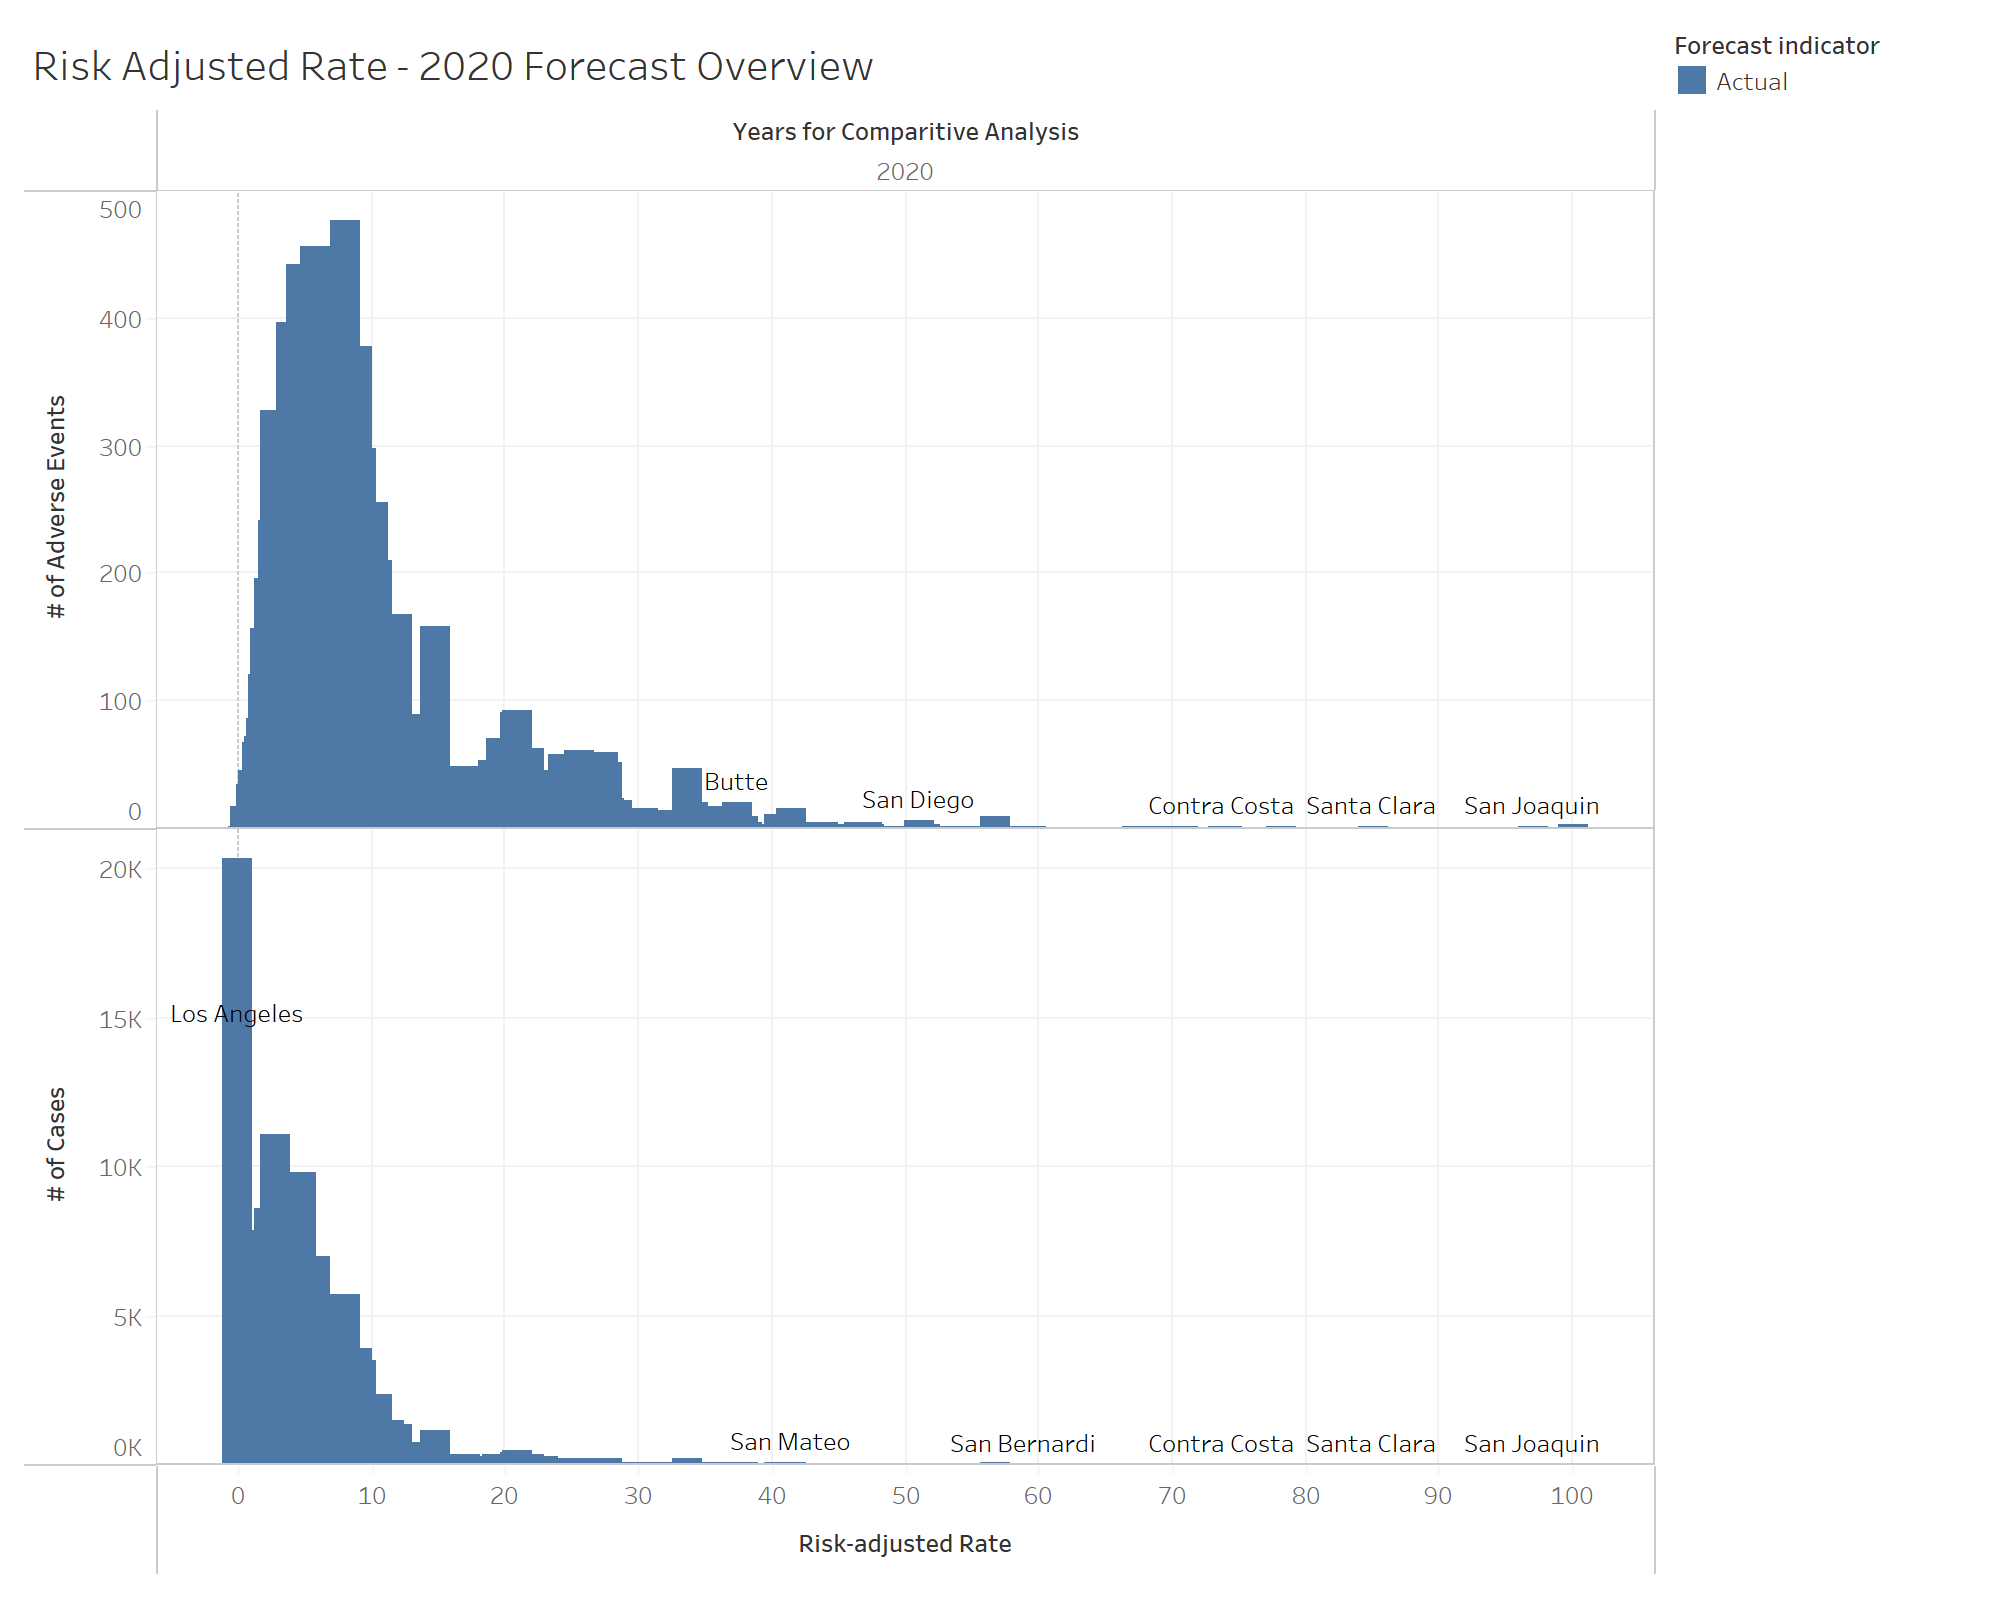 Risk Adjusted Rate - 2020 Forecast Overview
Forecast indicator
Actual
Years for Comparitive Analysis
2020
# of Adverse Events
500
400
300
200
100
0
Butte
San Diego
Contra Costa
Santa Clara
San Joaquin
# of Cases
20K
15K
10K
5K
0K
Los Angeles
San Mateo
San Bernardi
Contra Costa
Santa Clara
San Joaquin
0 10 20 30 40 50 60 70 80 90 100
Risk-adjusted Rate